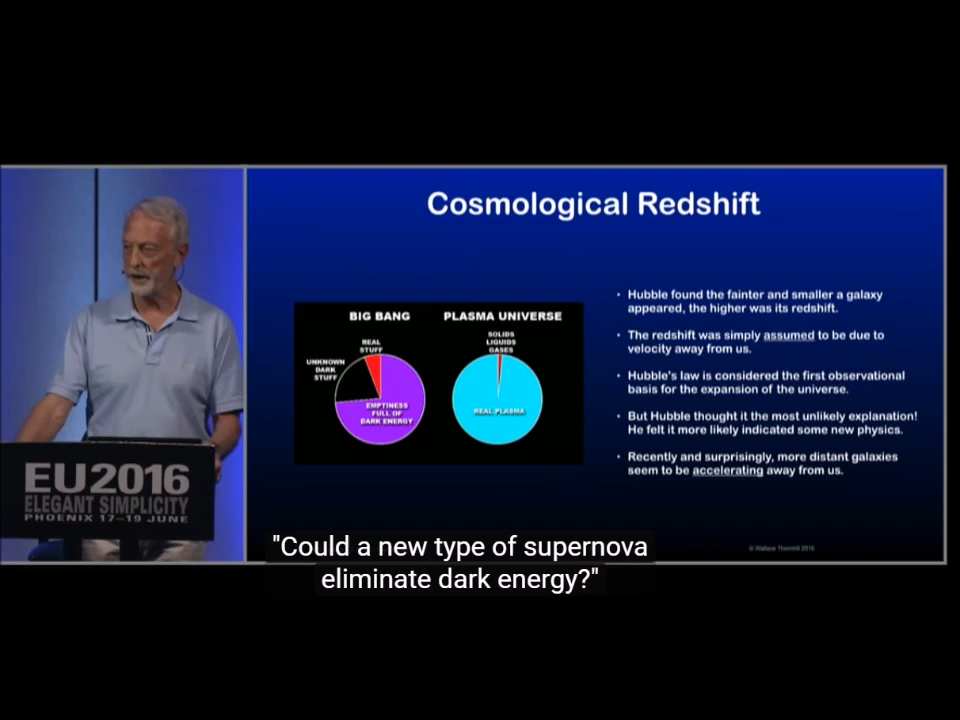 Cosmological Redshift
BIG BANG
PLASMA UNIVERSE
REAL
STUFF
UNKNOWN
DARK
STUFF
EMPTINESS
FULL OF
DARK ENERGY
SOLIDS
LIQUIDS
GASES
REAL PLASMA
• Hubble found the fainter and smaller a galaxy
appeared, the higher was its redshift.
• The redshift was simply assumed to be due to
velocity away from us.
• Hubble's law is considered the first observational
basis for the expansion of the universe.
• But Hubble thought it the most unlikely explanation!
He felt it more likely indicated some new physics.
• Recently and surprisingly, more distant galaxies
seem to be accelerating away from us.
© Wallace Thornhill 2016
EU2016
ELEGANT SIMPLICITY
PHOENIX 17–19 JUNE
"Could a new type of supernova
eliminate dark energy?"